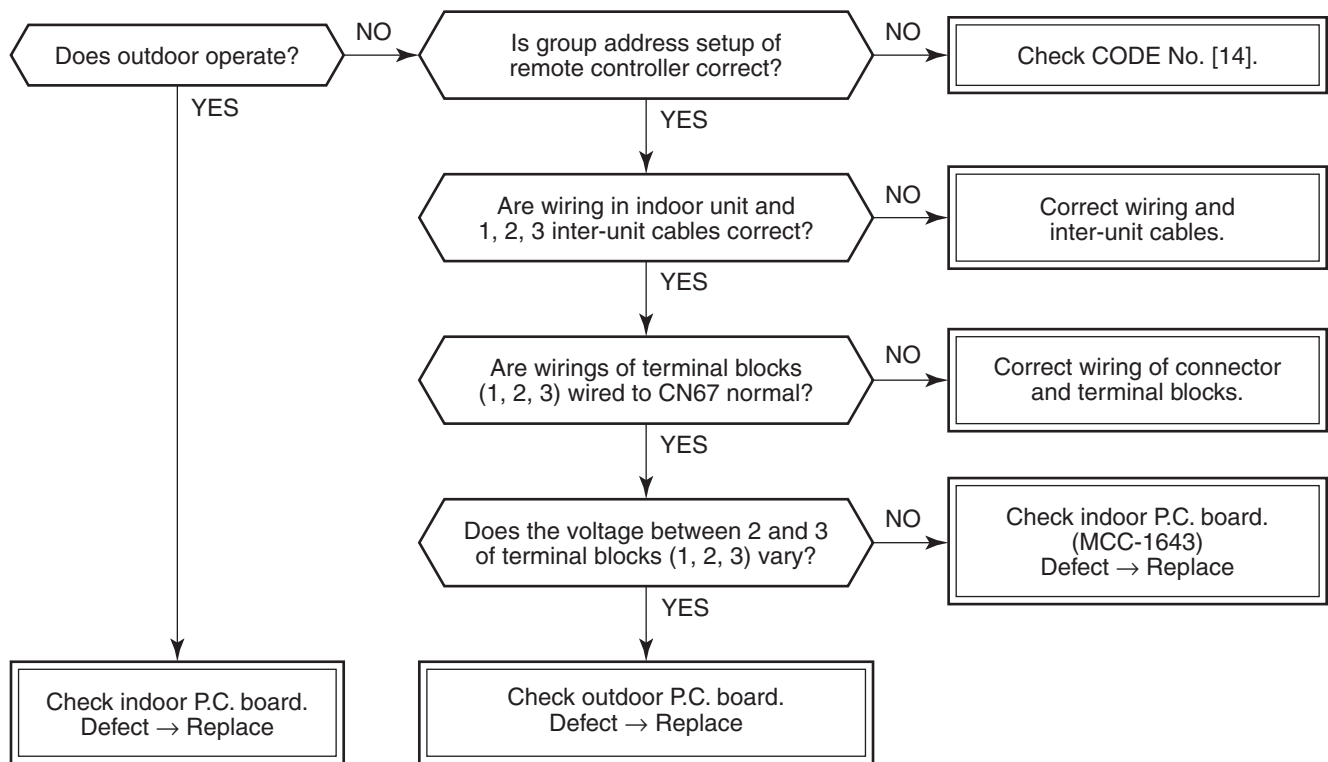 Does outdoor operate?
NO
Is group address setup of
remote controller correct?
NO
Check CODE No. [14].
YES
YES
Are wiring in indoor unit and
1, 2, 3 inter-unit cables correct?
NO
Correct wiring and
inter-unit cables.
YES
Are wirings of terminal blocks
(1, 2, 3) wired to CN67 normal?
NO
Correct wiring of connector
and terminal blocks.
YES
Does the voltage between 2 and 3
of terminal blocks (1, 2, 3) vary?
NO
Check indoor P.C. board.
(MCC-1643)
Defect → Replace
YES
Check indoor P.C. board.
Defect → Replace
Check outdoor P.C. board.
Defect → Replace